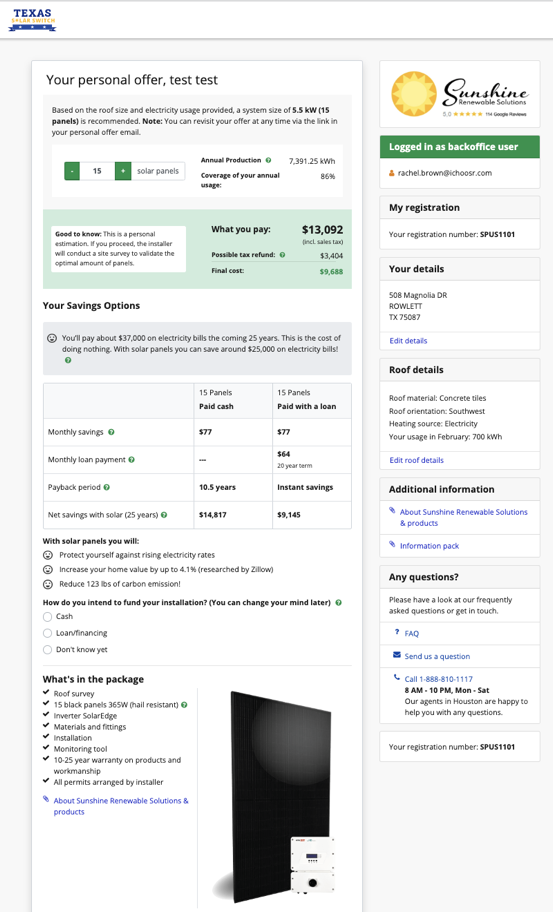 TEXAS
SOLAR SWITCH
Your personal offer, test test
Based on the roof size and electricity usage provided, a system size of 5.5 kW (15
panels) is recommended. Note: You can revisit your offer at any time via the link in
your personal offer email.
- 15 + solar panels
Annual Production ? 7,391.25 kWh
Coverage of your annual 86%
usage:
Good to know: This is a personal
estimation. If you proceed, the installer
will conduct a site survey to validate the
optimal amount of panels.
What you pay: $13,092
(incl. sales tax)
Possible tax refund: ? $3,404
Final cost: $9,688
Your Savings Options
You'll pay about $37,000 on electricity bills the coming 25 years. This is the cost of
doing nothing. With solar panels you can save around $25,000 on electricity bills!
?
15 Panels 15 Panels
Paid cash Paid with a loan
Monthly savings ? $77 $77
Monthly loan payment ? --- $64
20 year term
Payback period ? 10.5 years Instant savings
Net savings with solar (25 years) ? $14,817 $9,145
With solar panels you will:
Protect yourself against rising electricity rates
Increase your home value by up to 4.1% (researched by Zillow)
Reduce 123 lbs of carbon emission!
How do you intend to fund your installation? (You can change your mind later) ?
Cash
Loan/financing
Don't know yet
What's in the package
Roof survey
15 black panels 365W (hail resistant) ?
Inverter SolarEdge
Materials and fittings
Installation
Monitoring tool
10-25 year warranty on products and
workmanship
All permits arranged by installer
About Sunshine Renewable Solutions &
products
Sunshine
Renewable Solutions
5.0 ★★★★★ 114 Google Reviews
Logged in as backoffice user
rachel.brown@ichoosr.com
My registration
Your registration number: SPUS1101
Your details
508 Magnolia DR
ROWLETT
TX 75087
Edit details
Roof details
Roof material: Concrete tiles
Roof orientation: Southwest
Heating source: Electricity
Your usage in February: 700 kWh
Edit roof details
Additional information
About Sunshine Renewable Solutions
& products
Information pack
Any questions?
Please have a look at our frequently
asked questions or get in touch.
? FAQ
Send us a question
Call 1-888-810-1117
8 AM - 10 PM, Mon - Sat
Our agents in Houston are happy to
help you with any questions.
Your registration number: SPUS1101